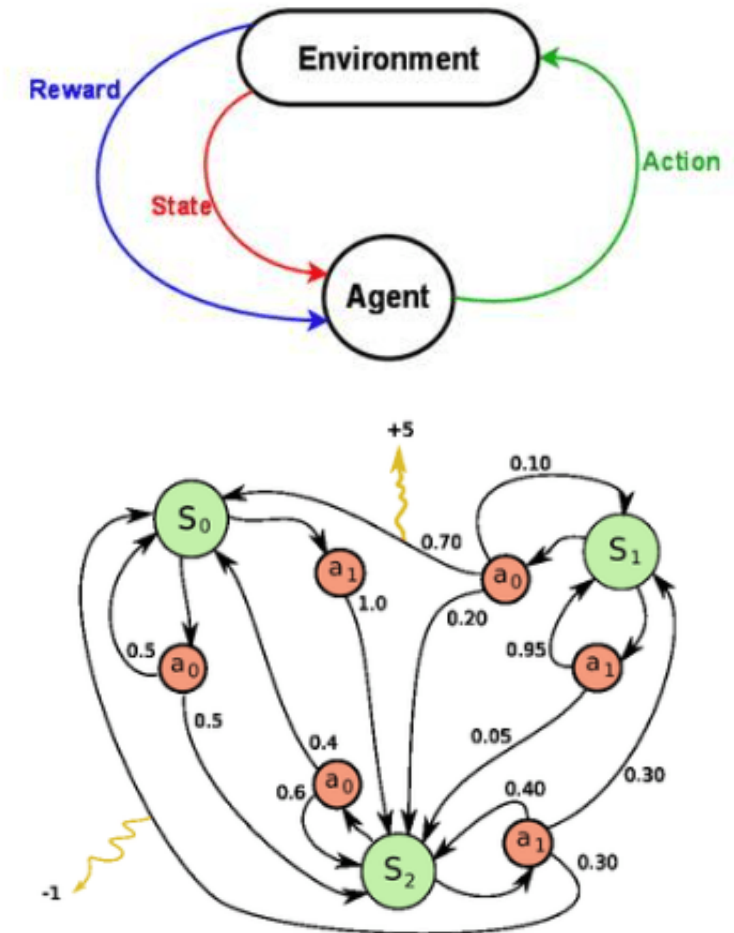 Environment
Reward
Action
State
Agent
+5
0.10
S0
S1
0.70
a0
a1
1.0
0.20
0.95
a1
0.5
a0
0.5
0.05
0.4
a0
0.6
0.40
0.30
a1
S2
0.30
-1